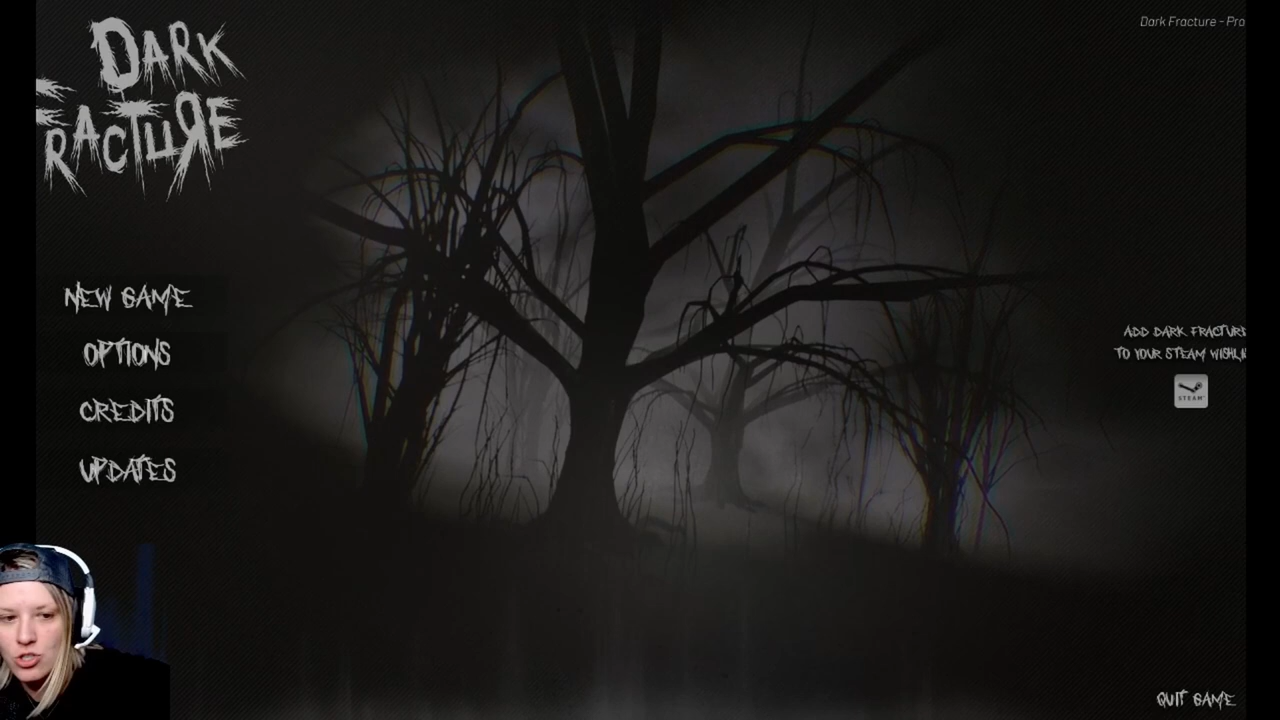 DARK
FRACTURE
Dark Fracture - Pro
NEW GAME
OPTIONS
CREDITS
UPDATES
ADD DARK FRACTURE
TO YOUR STEAM
STEAM
QUIT GAME